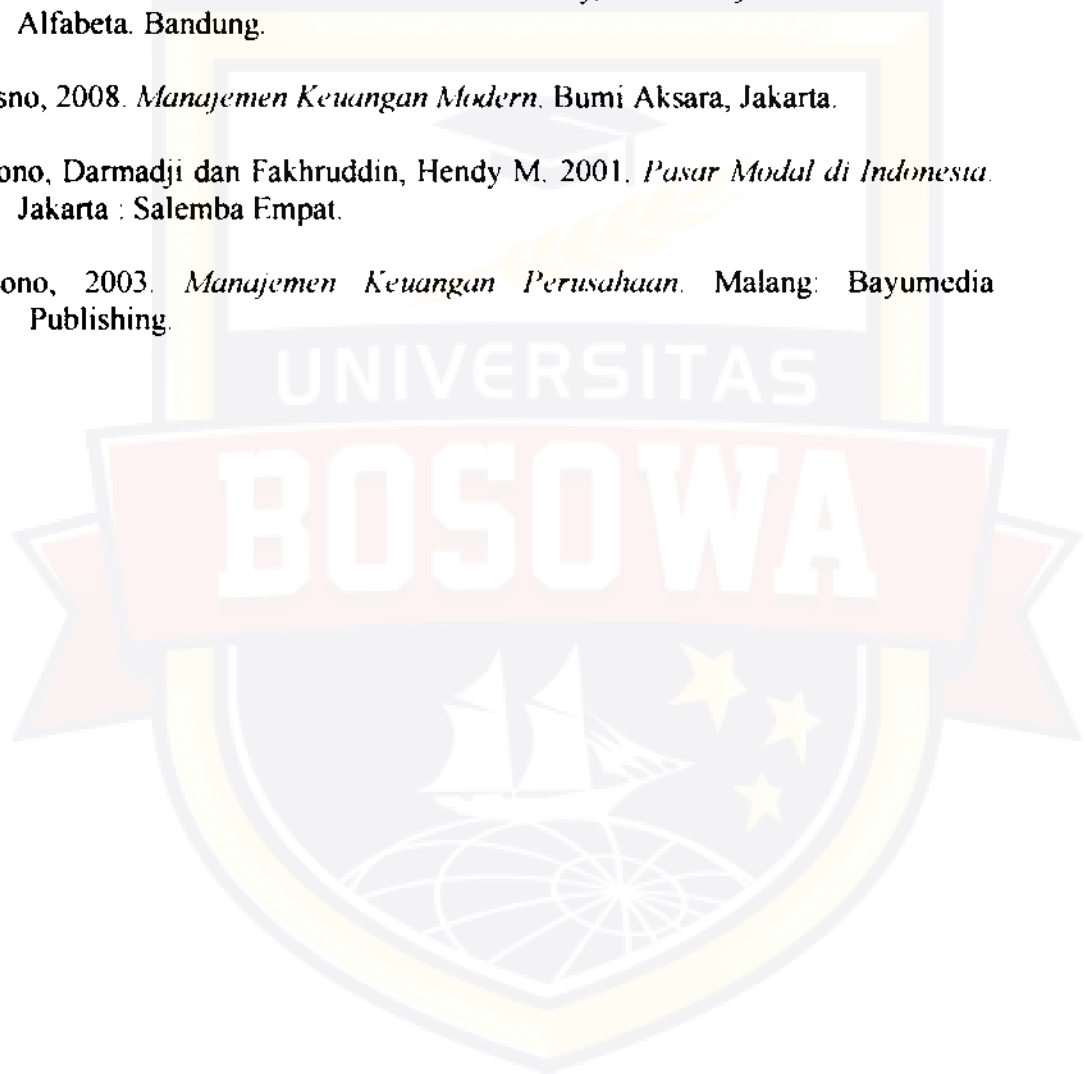 Alfabeta. Bandung.
sno, 2008. Manajemen Keuangan Modern. Bumi Aksara, Jakarta.
ono, Darmadji dan Fakhruddin, Hendy M. 2001. Pasar Modal di Indonesia.
Jakarta : Salemba Empat.
ono, 2003. Manajemen Keuangan Perusahaan. Malang: Bayumedia
Publishing.
UNIVERSITAS
BOSOWA